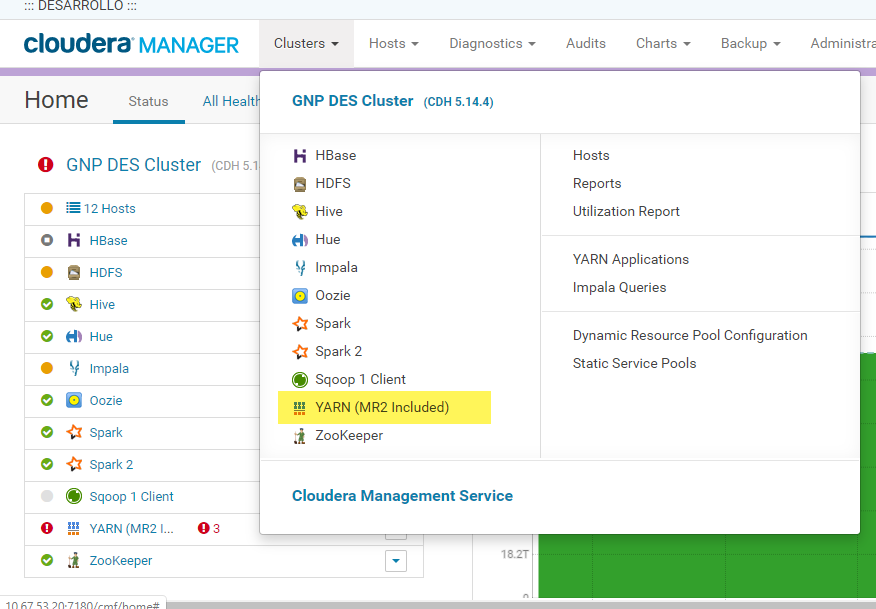 ::: DESARROLLO :::
cloudera MANAGER
Clusters
Hosts
Diagnostics
Audits
Charts
Backup
Administra
Home
Status
All Health
GNP DES Cluster (CDH 5.14.4)
GNP DES Cluster (CDH 5.1
12 Hosts
HBase
HDFS
Hive
Hue
Impala
Oozie
Spark
Spark 2
Sqoop 1 Client
YARN (MR2 I... 3
ZooKeeper
HBase
HDFS
Hive
Hue
Impala
Oozie
Spark
Spark 2
Sqoop 1 Client
YARN (MR2 Included)
ZooKeeper
Hosts
Reports
Utilization Report
YARN Applications
Impala Queries
Dynamic Resource Pool Configuration
Static Service Pools
Cloudera Management Service
18.2T
0
10.67.53.20:7180/cmf/home#